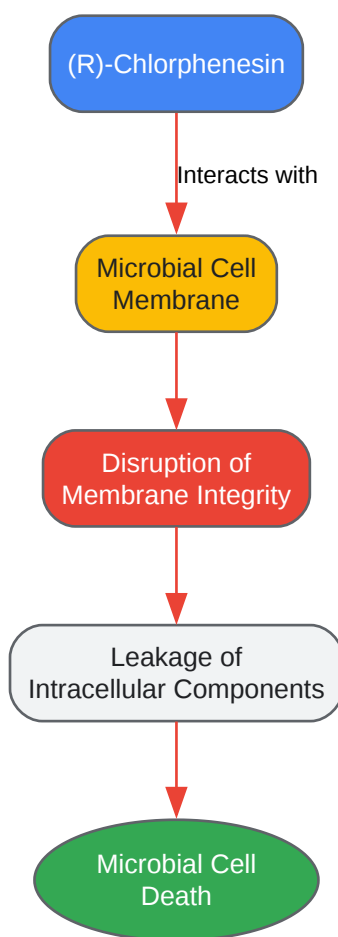 (R)-Chlorphenesin
Interacts with
Microbial Cell
Membrane
Disruption of
Membrane Integrity
Leakage of
Intracellular Components
Microbial Cell
Death